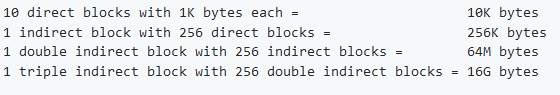 10 direct blocks with 1K bytes each = 10K bytes
1 indirect block with 256 direct blocks = 256K bytes
1 double indirect block with 256 indirect blocks = 64M bytes
1 triple indirect block with 256 double indirect blocks = 16G bytes